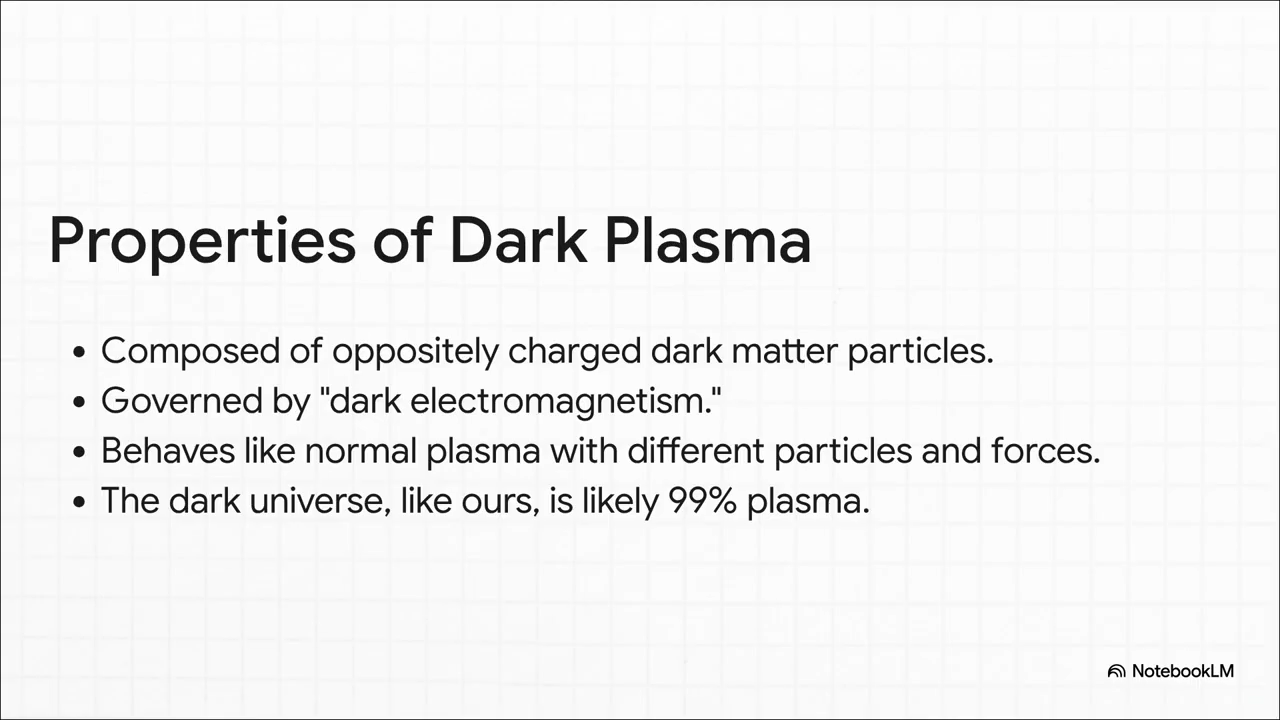 Properties of Dark Plasma
• Composed of oppositely charged dark matter particles.
• Governed by "dark electromagnetism."
• Behaves like normal plasma with different particles and forces.
• The dark universe, like ours, is likely 99% plasma.
NotebookLM